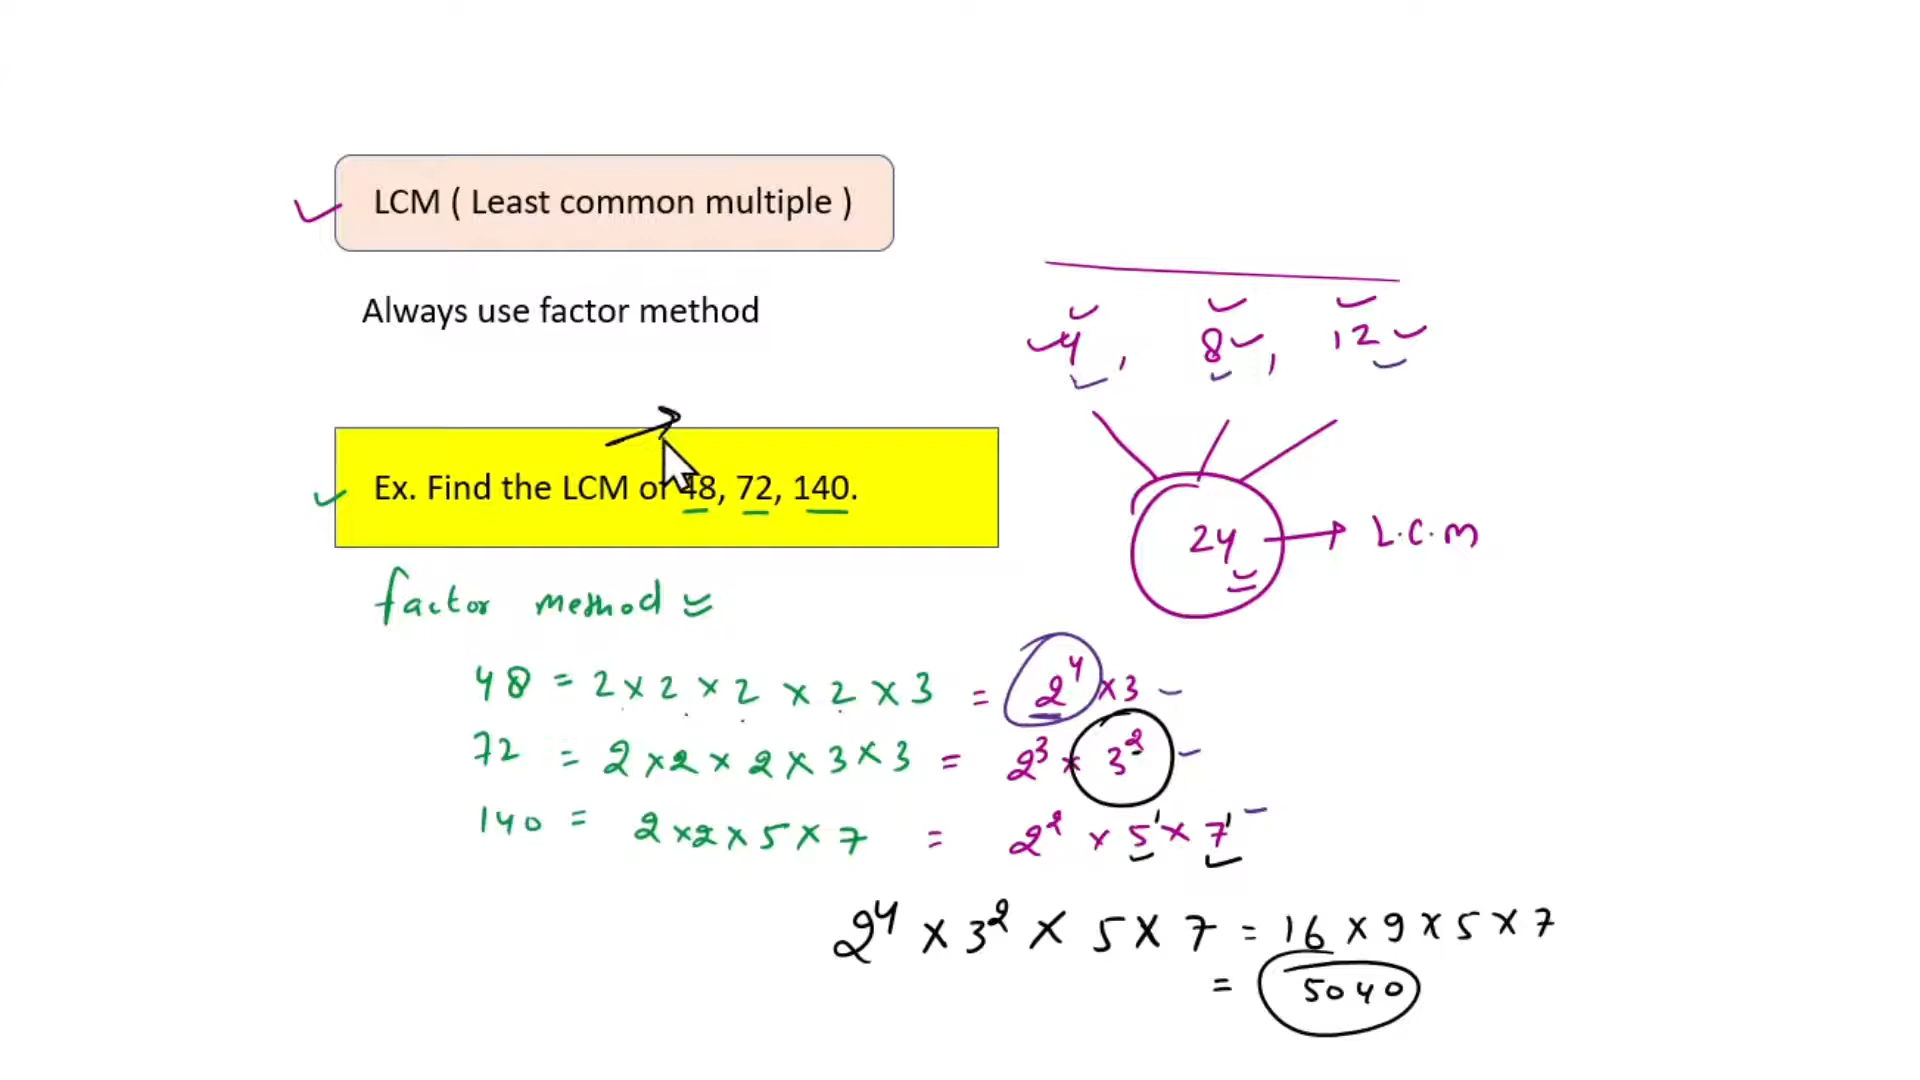 LCM ( Least common multiple )
Always use factor method
4, 8, 12
Ex. Find the LCM of 48, 72, 140.
24 → L.C.M
factor method
48 = 2 × 2 × 2 × 2 × 3 = 2⁴ × 3
72 = 2 × 2 × 2 × 3 × 3 = 2³ × 3²
140 = 2 × 2 × 5 × 7 = 2² × 5¹ × 7¹
2⁴ × 3² × 5 × 7 = 16 × 9 × 5 × 7
= 5040